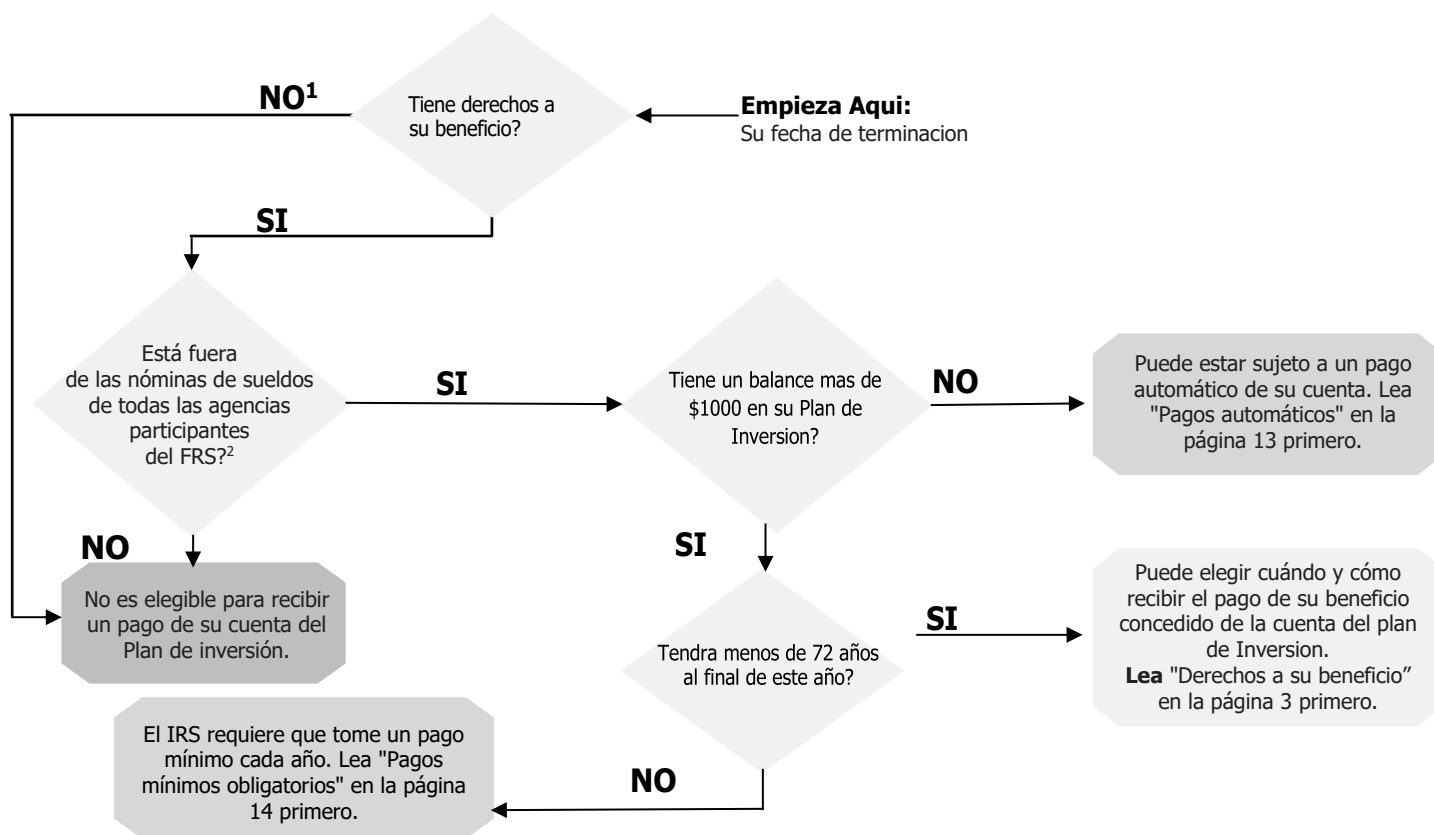 NO¹
Tiene derechos a
su beneficio?
Empieza Aqui:
Su fecha de terminacion
SI
Está fuera
de las nóminas de sueldos
de todas las agencias
participantes
del FRS?²
SI
Tiene un balance mas de
$1000 en su Plan de
Inversion?
NO
Puede estar sujeto a un pago
automático de su cuenta. Lea
"Pagos automáticos" en la
página 13 primero.
NO
No es elegible para recibir
un pago de su cuenta del
Plan de inversión.
SI
Tendra menos de 72 años
al final de este año?
SI
Puede elegir cuándo y cómo
recibir el pago de su beneficio
concedido de la cuenta del plan
de Inversion.
Lea "Derechos a su beneficio”
en la página 3 primero.
El IRS requiere que tome un pago
mínimo cada año. Lea "Pagos
mínimos obligatorios" en la página
14 primero.
NO